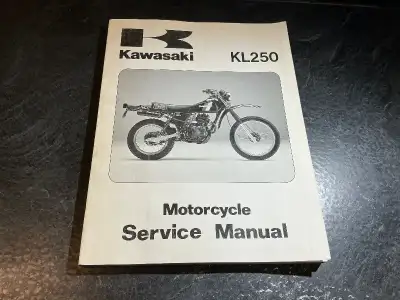 Kawasaki KL250
Motorcycle
Service Manual